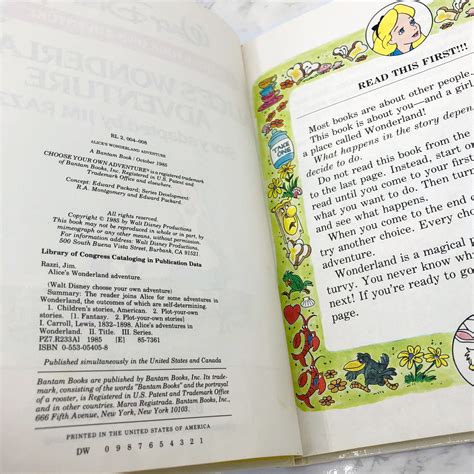 RL 2, 004–008
ALICE'S WONDERLAND ADVENTURE
A Bantam Book / October 1985
CHOOSE YOUR OWN ADVENTURE® is a registered trademark
of Bantam Books, Inc. Registered in U.S. Patent and
Trademark Office and elsewhere.
Concept: Edward Packard; Series Development:
R.A. Montgomery and Edward Packard.
All rights reserved.
Copyright © 1985 by Walt Disney Productions.
This book may not be reproduced in whole or in part, by
mimeograph or any other means, without permission.
For information address: Walt Disney Productions,
500 South Buena Vista Street, Burbank, CA 91521.
Library of Congress Cataloging in Publication Data
Razzi, Jim.
Alice's Wonderland adventure.
(Walt Disney choose your own adventure)
Summary: The reader joins Alice for some adventures in
Wonderland, the outcomes of which are self-determining.
1. Children's stories, American. 2. Plot-your-own
stories. [1. Fantasy. 2. Plot-your-own stories]
I. Carroll, Lewis, 1832–1898. Alice's adventures in
Wonderland. II. Title. III. Series.
PZ7.R233Al 1985 [E] 85-7361
ISBN 0-553-05405-8
Published simultaneously in the United States and Canada
Bantam Books are published by Bantam Books, Inc. Its trade-
mark, consisting of the words "Bantam Books" and the portrayal
of a rooster, is Registered in U.S. Patent and Trademark Office
and in other countries. Marca Registrada. Bantam Books, Inc.,
666 Fifth Avenue, New York, New York 10103.
PRINTED IN THE UNITED STATES OF AMERICA
DW 0 9 8 7 6 5 4 3 2 1
TAKE
ONE
READ THIS FIRST!!!
Most books are about other people.
This book is about you—and a girl
a place called Wonderland!
What happens in the story depen
decide to do.
Do not read this book from the
to the last page. Instead, start o
read until you come to your first
what you want to do. Then turn
and see what happens.
When you come to the end o
try another choice. Every choi
adventure.
Wonderland is a magical
turvy. You never know wh
next! If you're ready to g
page.